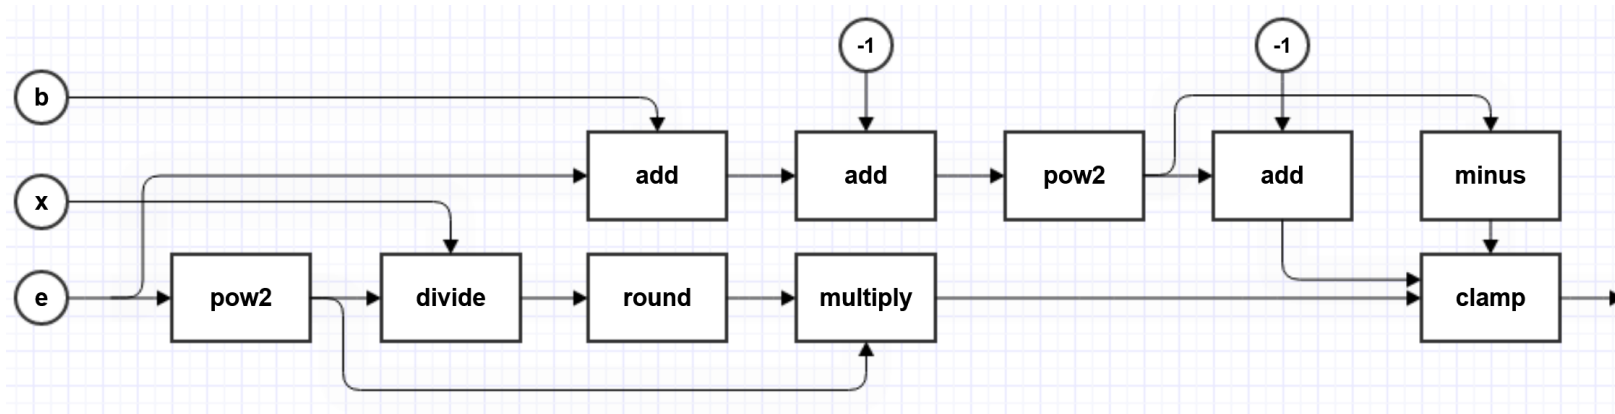 -1
-1
b
add
add
pow2
add
minus
x
e
pow2
divide
round
multiply
clamp